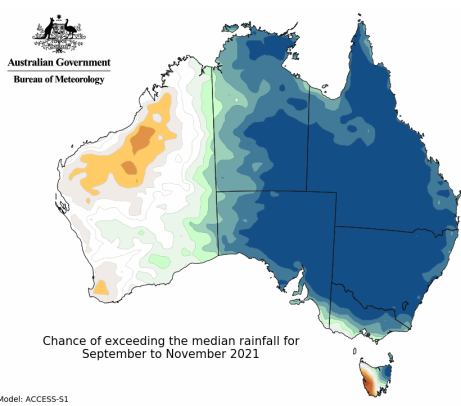 Australian Government
Bureau of Meteorology
Chance of exceeding the median rainfall for
September to November 2021
Model: ACCESS-S1